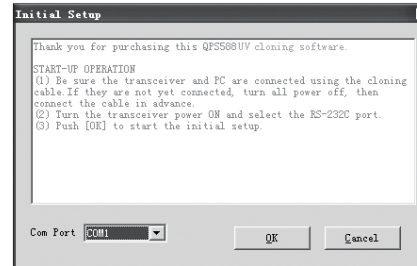 Initial Setup
Thank you for purchasing this QPS588UV cloning software.
START-UP OPERATION
(1) Be sure the transceiver and PC are connected using the cloning
cable.If they are not yet connected, turn all power off, then
connect the cable in advance.
(2) Turn the transceiver power ON and select the RS-232C port.
(3) Push [OK] to start the initial setup.
Com Port COM1 OK Cancel